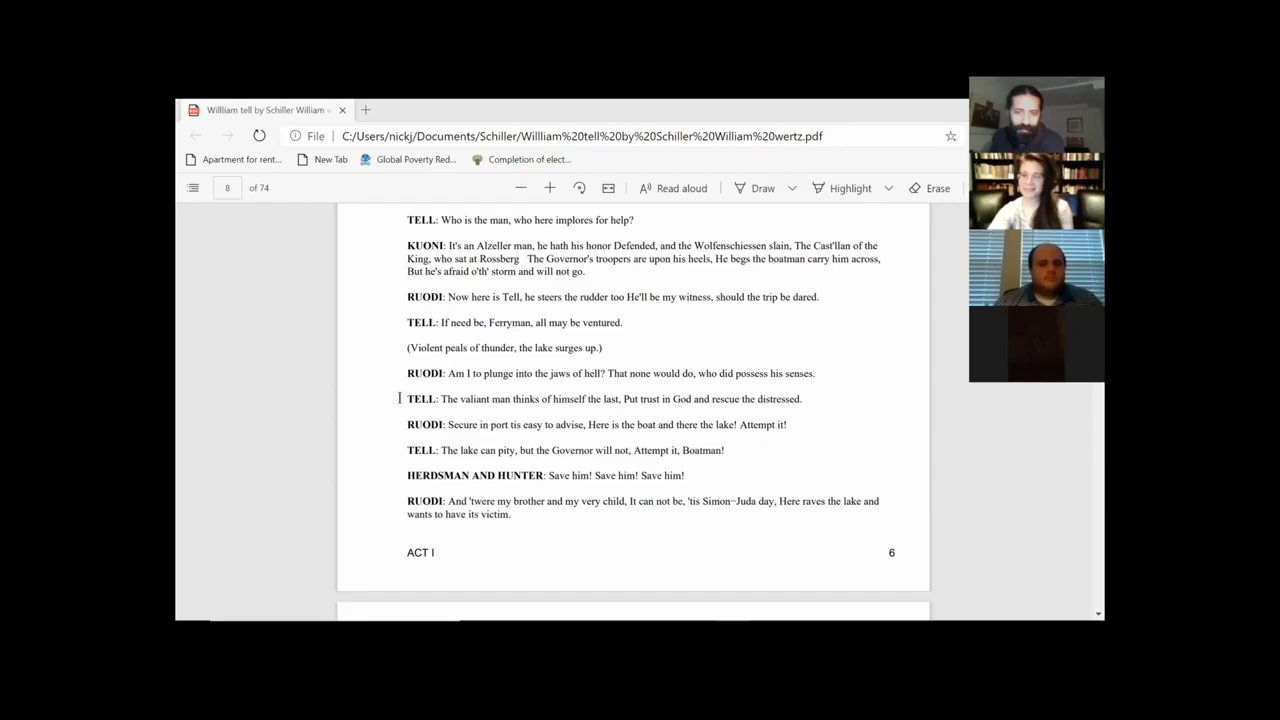 Willliam tell by Schiller William
File C:/Users/nickj/Documents/Schiller/Willliam%20tell%20by%20Schiller%20William%20wertz.pdf
Apartment for rent... New Tab Global Poverty Red... Completion of elect...
8 of 74 Read aloud Draw Highlight Erase
TELL: Who is the man, who here implores for help?
KUONI: It's an Alzeller man, he hath his honor Defended, and the Wolfenschiessen slain, The Cast'llan of the
King, who sat at Rossberg The Governor's troopers are upon his heels, He begs the boatman carry him across,
But he's afraid o'th' storm and will not go.
RUODI: Now here is Tell, he steers the rudder too He'll be my witness, should the trip be dared.
TELL: If need be, Ferryman, all may be ventured.
(Violent peals of thunder, the lake surges up.)
RUODI: Am I to plunge into the jaws of hell? That none would do, who did possess his senses.
TELL: The valiant man thinks of himself the last, Put trust in God and rescue the distressed.
RUODI: Secure in port tis easy to advise, Here is the boat and there the lake! Attempt it!
TELL: The lake can pity, but the Governor will not, Attempt it, Boatman!
HERDSMAN AND HUNTER: Save him! Save him! Save him!
RUODI: And 'twere my brother and my very child, It can not be, 'tis Simon−Juda day, Here raves the lake and
wants to have its victim.
ACT I 6